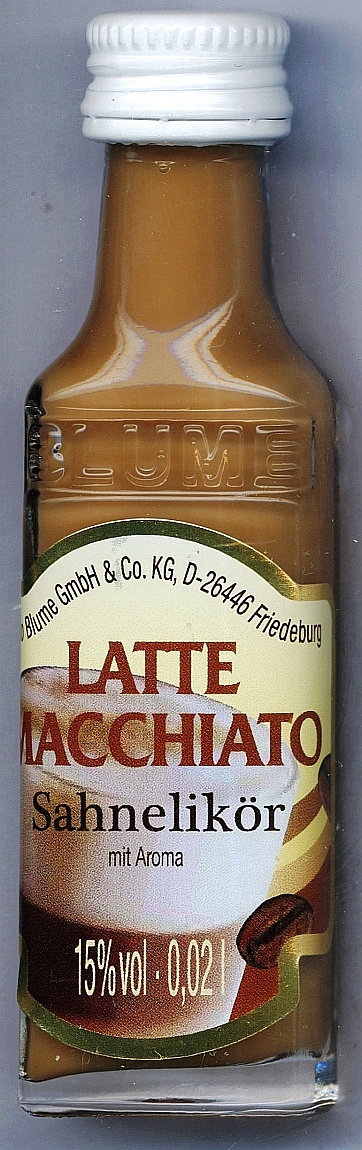 BLUME
Blume GmbH & Co. KG, D-26446 Friedeburg
LATTE
MACCHIATO
Sahnelikör
mit Aroma
15% vol · 0,02 l